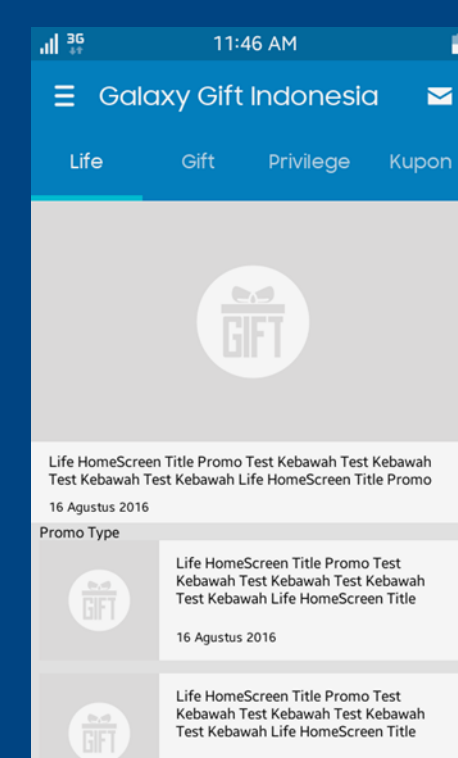 3G
11:46 AM
Galaxy Gift Indonesia
Life Gift Privilege Kupon
GIFT
Life HomeScreen Title Promo Test Kebawah Test Kebawah
Test Kebawah Test Kebawah Life HomeScreen Title Promo
16 Agustus 2016
Promo Type
GIFT
Life HomeScreen Title Promo Test
Kebawah Test Kebawah Test Kebawah
Test Kebawah Life HomeScreen Title
16 Agustus 2016
GIFT
Life HomeScreen Title Promo Test
Kebawah Test Kebawah Test Kebawah
Test Kebawah Life HomeScreen Title